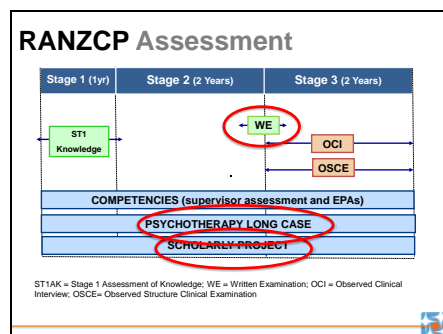 RANZCP Assessment
Stage 1 (1yr) Stage 2 (2 Years) Stage 3 (2 Years)
ST1
Knowledge
WE
OCI
OSCE
COMPETENCIES (supervisor assessment and EPAs)
PSYCHOTHERAPY LONG CASE
SCHOLARLY PROJECT
ST1AK = Stage 1 Assessment of Knowledge; WE = Written Examination; OCI = Observed Clinical
Interview; OSCE= Observed Structure Clinical Examination